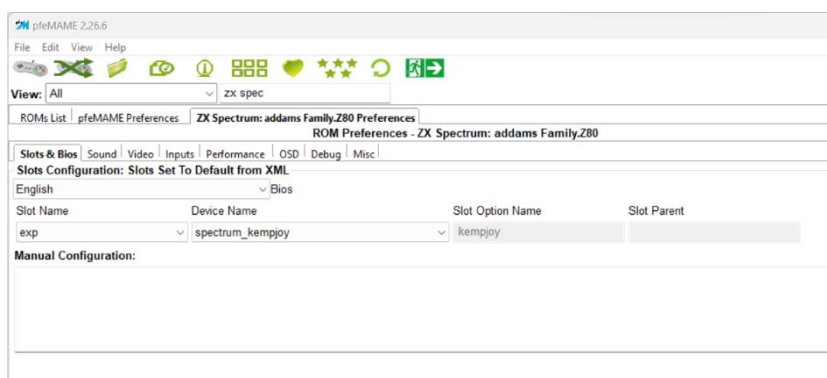 pfeMAME 2.26.6
File Edit View Help
View: All zx spec
ROMs List pfeMAME Preferences ZX Spectrum: addams Family.Z80 Preferences
ROM Preferences - ZX Spectrum: addams Family.Z80
Slots & Bios Sound Video Inputs Performance OSD Debug Misc
Slots Configuration: Slots Set To Default from XML
English Bios
Slot Name Device Name Slot Option Name Slot Parent
exp spectrum_kempjoy kempjoy
Manual Configuration: